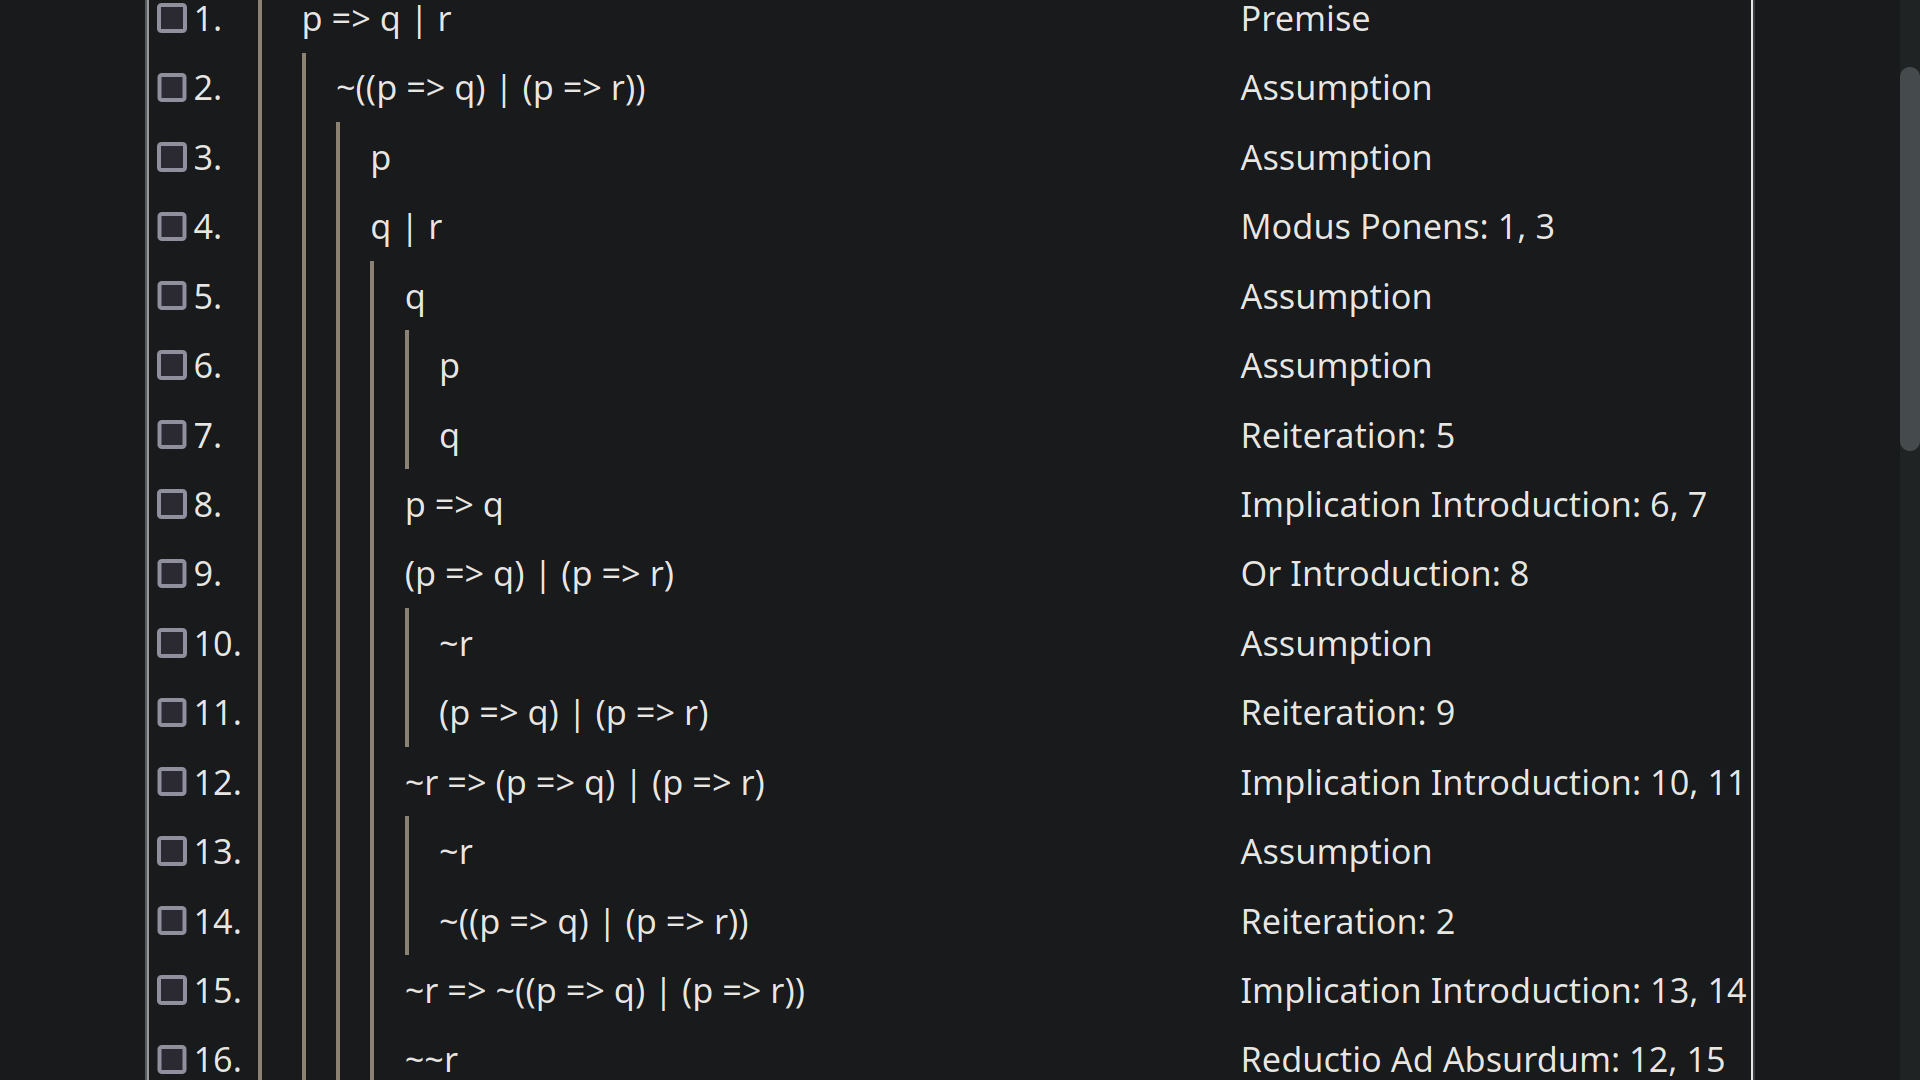 1. p => q | r Premise
2. ~((p => q) | (p => r)) Assumption
3. p Assumption
4. q | r Modus Ponens: 1, 3
5. q Assumption
6. p Assumption
7. q Reiteration: 5
8. p => q Implication Introduction: 6, 7
9. (p => q) | (p => r) Or Introduction: 8
10. ~r Assumption
11. (p => q) | (p => r) Reiteration: 9
12. ~r => (p => q) | (p => r) Implication Introduction: 10, 11
13. ~r Assumption
14. ~((p => q) | (p => r)) Reiteration: 2
15. ~r => ~((p => q) | (p => r)) Implication Introduction: 13, 14
16. ~~r Reductio Ad Absurdum: 12, 15